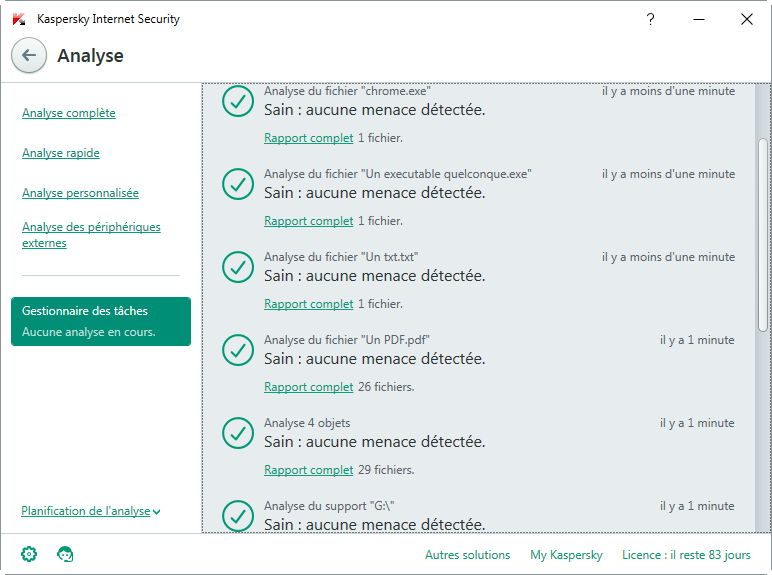 Kaspersky Internet Security
?
Analyse
Analyse complète
Analyse rapide
Analyse personnalisée
Analyse des périphériques
externes
Gestionnaire des tâches
Aucune analyse en cours.
Planification de l'analyse
Analyse du fichier "chrome.exe" il y a moins d'une minute
Sain : aucune menace détectée.
Rapport complet 1 fichier.
Analyse du fichier "Un executable quelconque.exe" il y a moins d'une minute
Sain : aucune menace détectée.
Rapport complet 1 fichier.
Analyse du fichier "Un txt.txt" il y a moins d'une minute
Sain : aucune menace détectée.
Rapport complet 1 fichier.
Analyse du fichier "Un PDF.pdf" il y a 1 minute
Sain : aucune menace détectée.
Rapport complet 26 fichiers.
Analyse 4 objets il y a 1 minute
Sain : aucune menace détectée.
Rapport complet 29 fichiers.
Analyse du support "G:\" il y a 1 minute
Sain : aucune menace détectée.
Autres solutions My Kaspersky Licence : il reste 83 jours